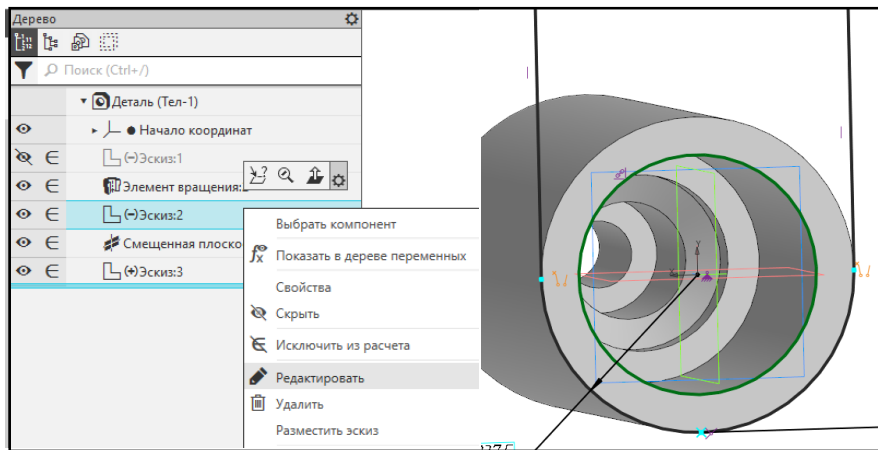 Дерево
Поиск (Ctrl+/)
Деталь (Тел-1)
Начало координат
(−)Эскиз:1
Элемент вращения:
(−)Эскиз:2
Смещенная плоско
(+)Эскиз:3
Выбрать компонент
Показать в дереве переменных
Свойства
Скрыть
Исключить из расчета
Редактировать
Удалить
Разместить эскиз
Y